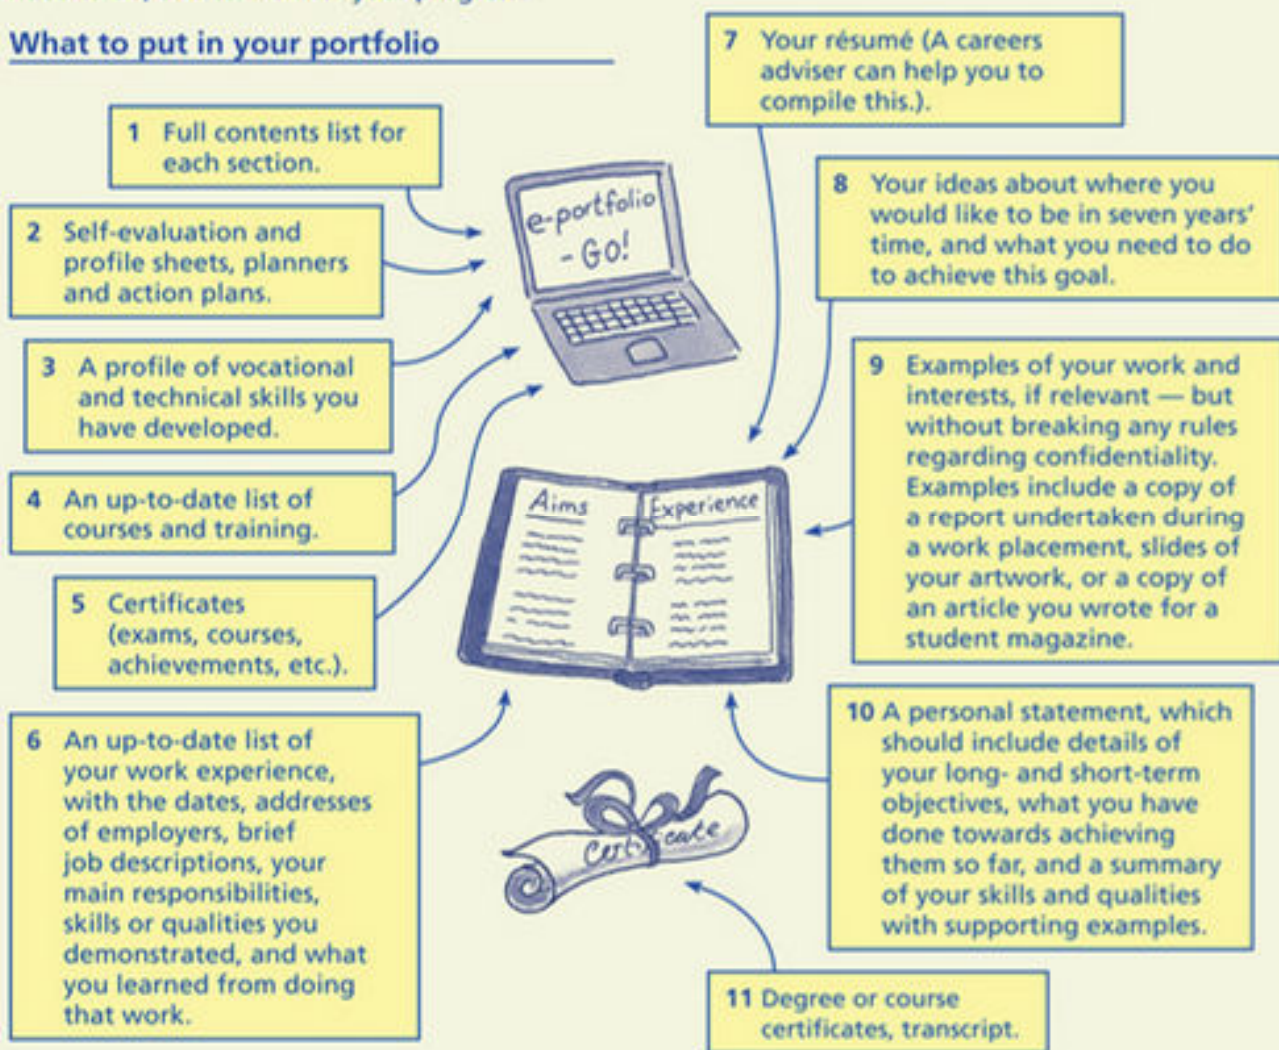 What to put in your portfolio
1 Full contents list for
each section.
2 Self-evaluation and
profile sheets, planners
and action plans.
3 A profile of vocational
and technical skills you
have developed.
4 An up-to-date list of
courses and training.
5 Certificates
(exams, courses,
achievements, etc.).
6 An up-to-date list of
your work experience,
with the dates, addresses
of employers, brief
job descriptions, your
main responsibilities,
skills or qualities you
demonstrated, and what
you learned from doing
that work.
e-portfolio
- GO!
Aims
Experience
Certificate
7 Your résumé (A careers
adviser can help you to
compile this.).
8 Your ideas about where you
would like to be in seven years'
time, and what you need to do
to achieve this goal.
9 Examples of your work and
interests, if relevant — but
without breaking any rules
regarding confidentiality.
Examples include a copy of
a report undertaken during
a work placement, slides of
your artwork, or a copy of
an article you wrote for a
student magazine.
10 A personal statement, which
should include details of
your long- and short-term
objectives, what you have
done towards achieving
them so far, and a summary
of your skills and qualities
with supporting examples.
11 Degree or course
certificates, transcript.